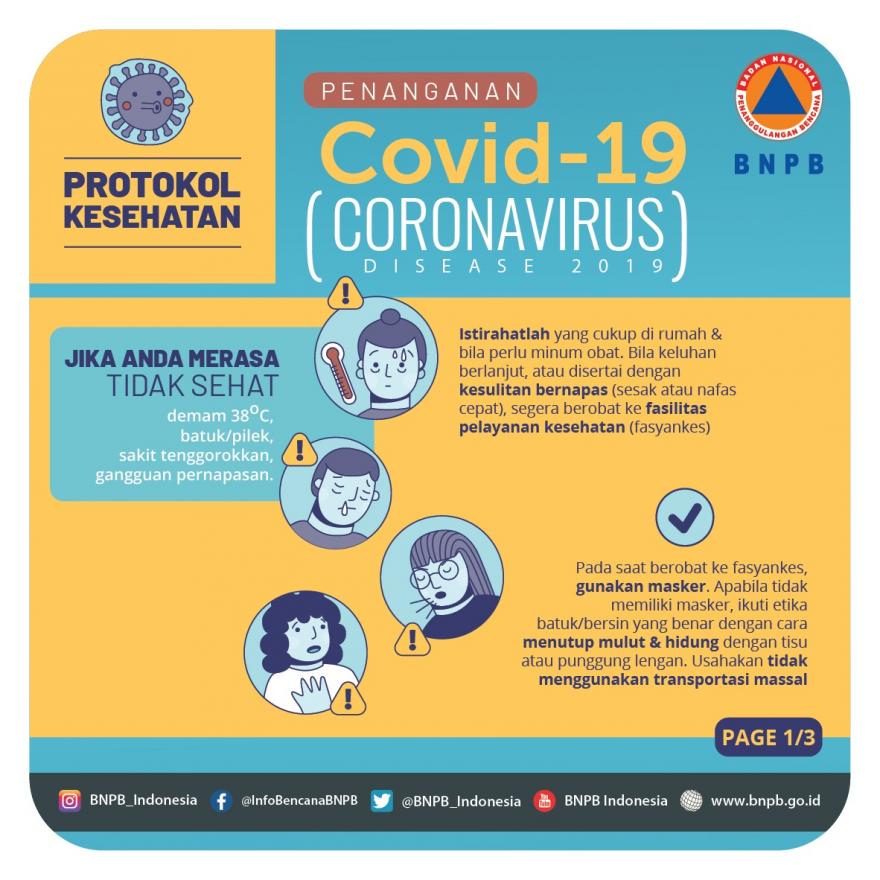 PROTOKOL
KESEHATAN
PENANGANAN
Covid-19
(CORONAVIRUS)
DISEASE 2019
BADAN NASIONAL
PENANGGULANGAN BENCANA
BNPB
JIKA ANDA MERASA
TIDAK SEHAT
demam 38°C,
batuk/pilek,
sakit tenggorokkan,
gangguan pernapasan.
!
!
!
!
Istirahatlah yang cukup di rumah &
bila perlu minum obat. Bila keluhan
berlanjut, atau disertai dengan
kesulitan bernapas (sesak atau nafas
cepat), segera berobat ke fasilitas
pelayanan kesehatan (fasyankes)
Pada saat berobat ke fasyankes,
gunakan masker. Apabila tidak
memiliki masker, ikuti etika
batuk/bersin yang benar dengan cara
menutup mulut & hidung dengan tisu
atau punggung lengan. Usahakan tidak
menggunakan transportasi massal
PAGE 1/3
BNPB_Indonesia @InfoBencanaBNPB @BNPB_Indonesia BNPB Indonesia www.bnpb.go.id